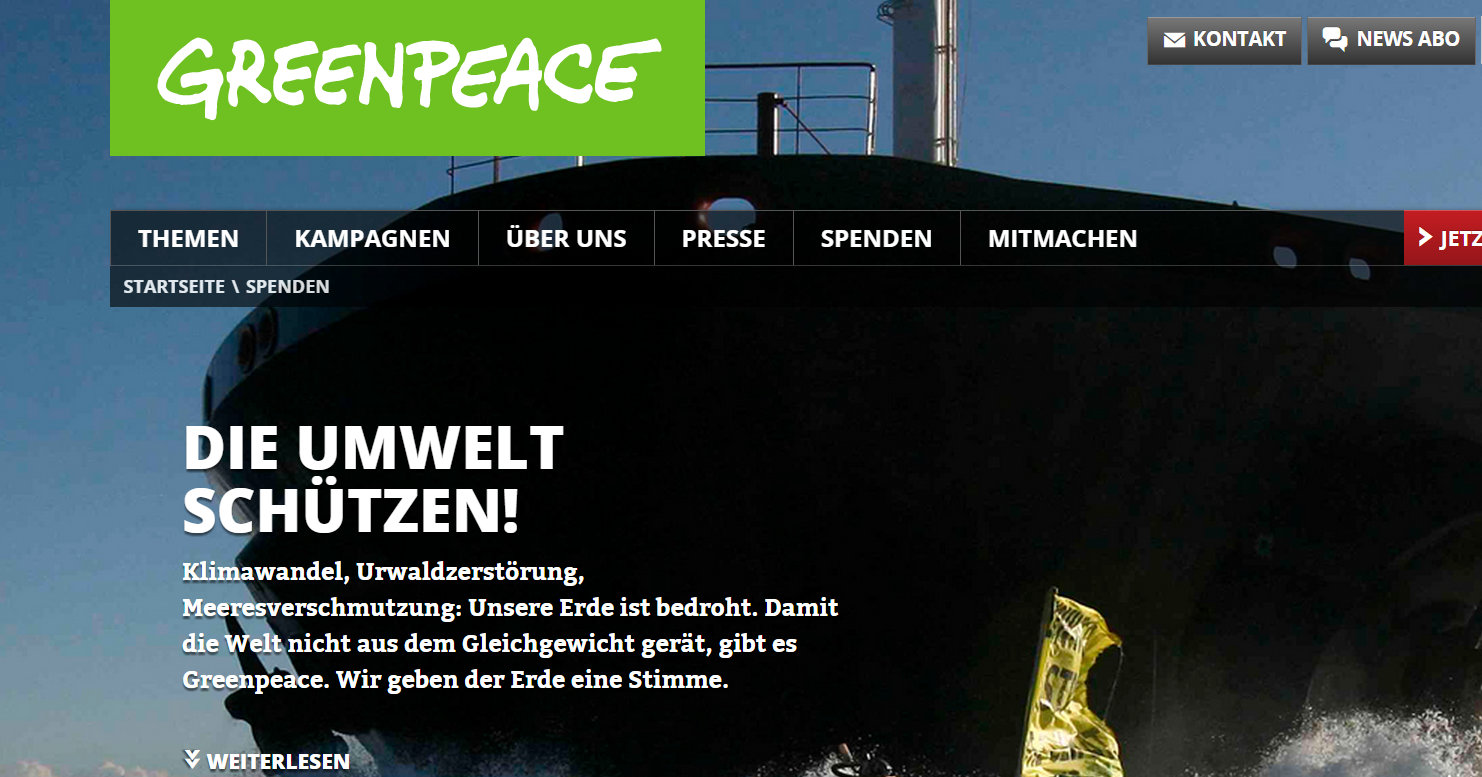 GREENPEACE
KONTAKT
NEWS ABO
THEMEN
KAMPAGNEN
ÜBER UNS
PRESSE
SPENDEN
MITMACHEN
STARTSEITE \ SPENDEN
DIE UMWELT
SCHÜTZEN!
Klimawandel, Urwaldzerstörung,
Meeresverschmutzung: Unsere Erde ist bedroht. Damit
die Welt nicht aus dem Gleichgewicht gerät, gibt es
Greenpeace. Wir geben der Erde eine Stimme.
WEITERLESEN